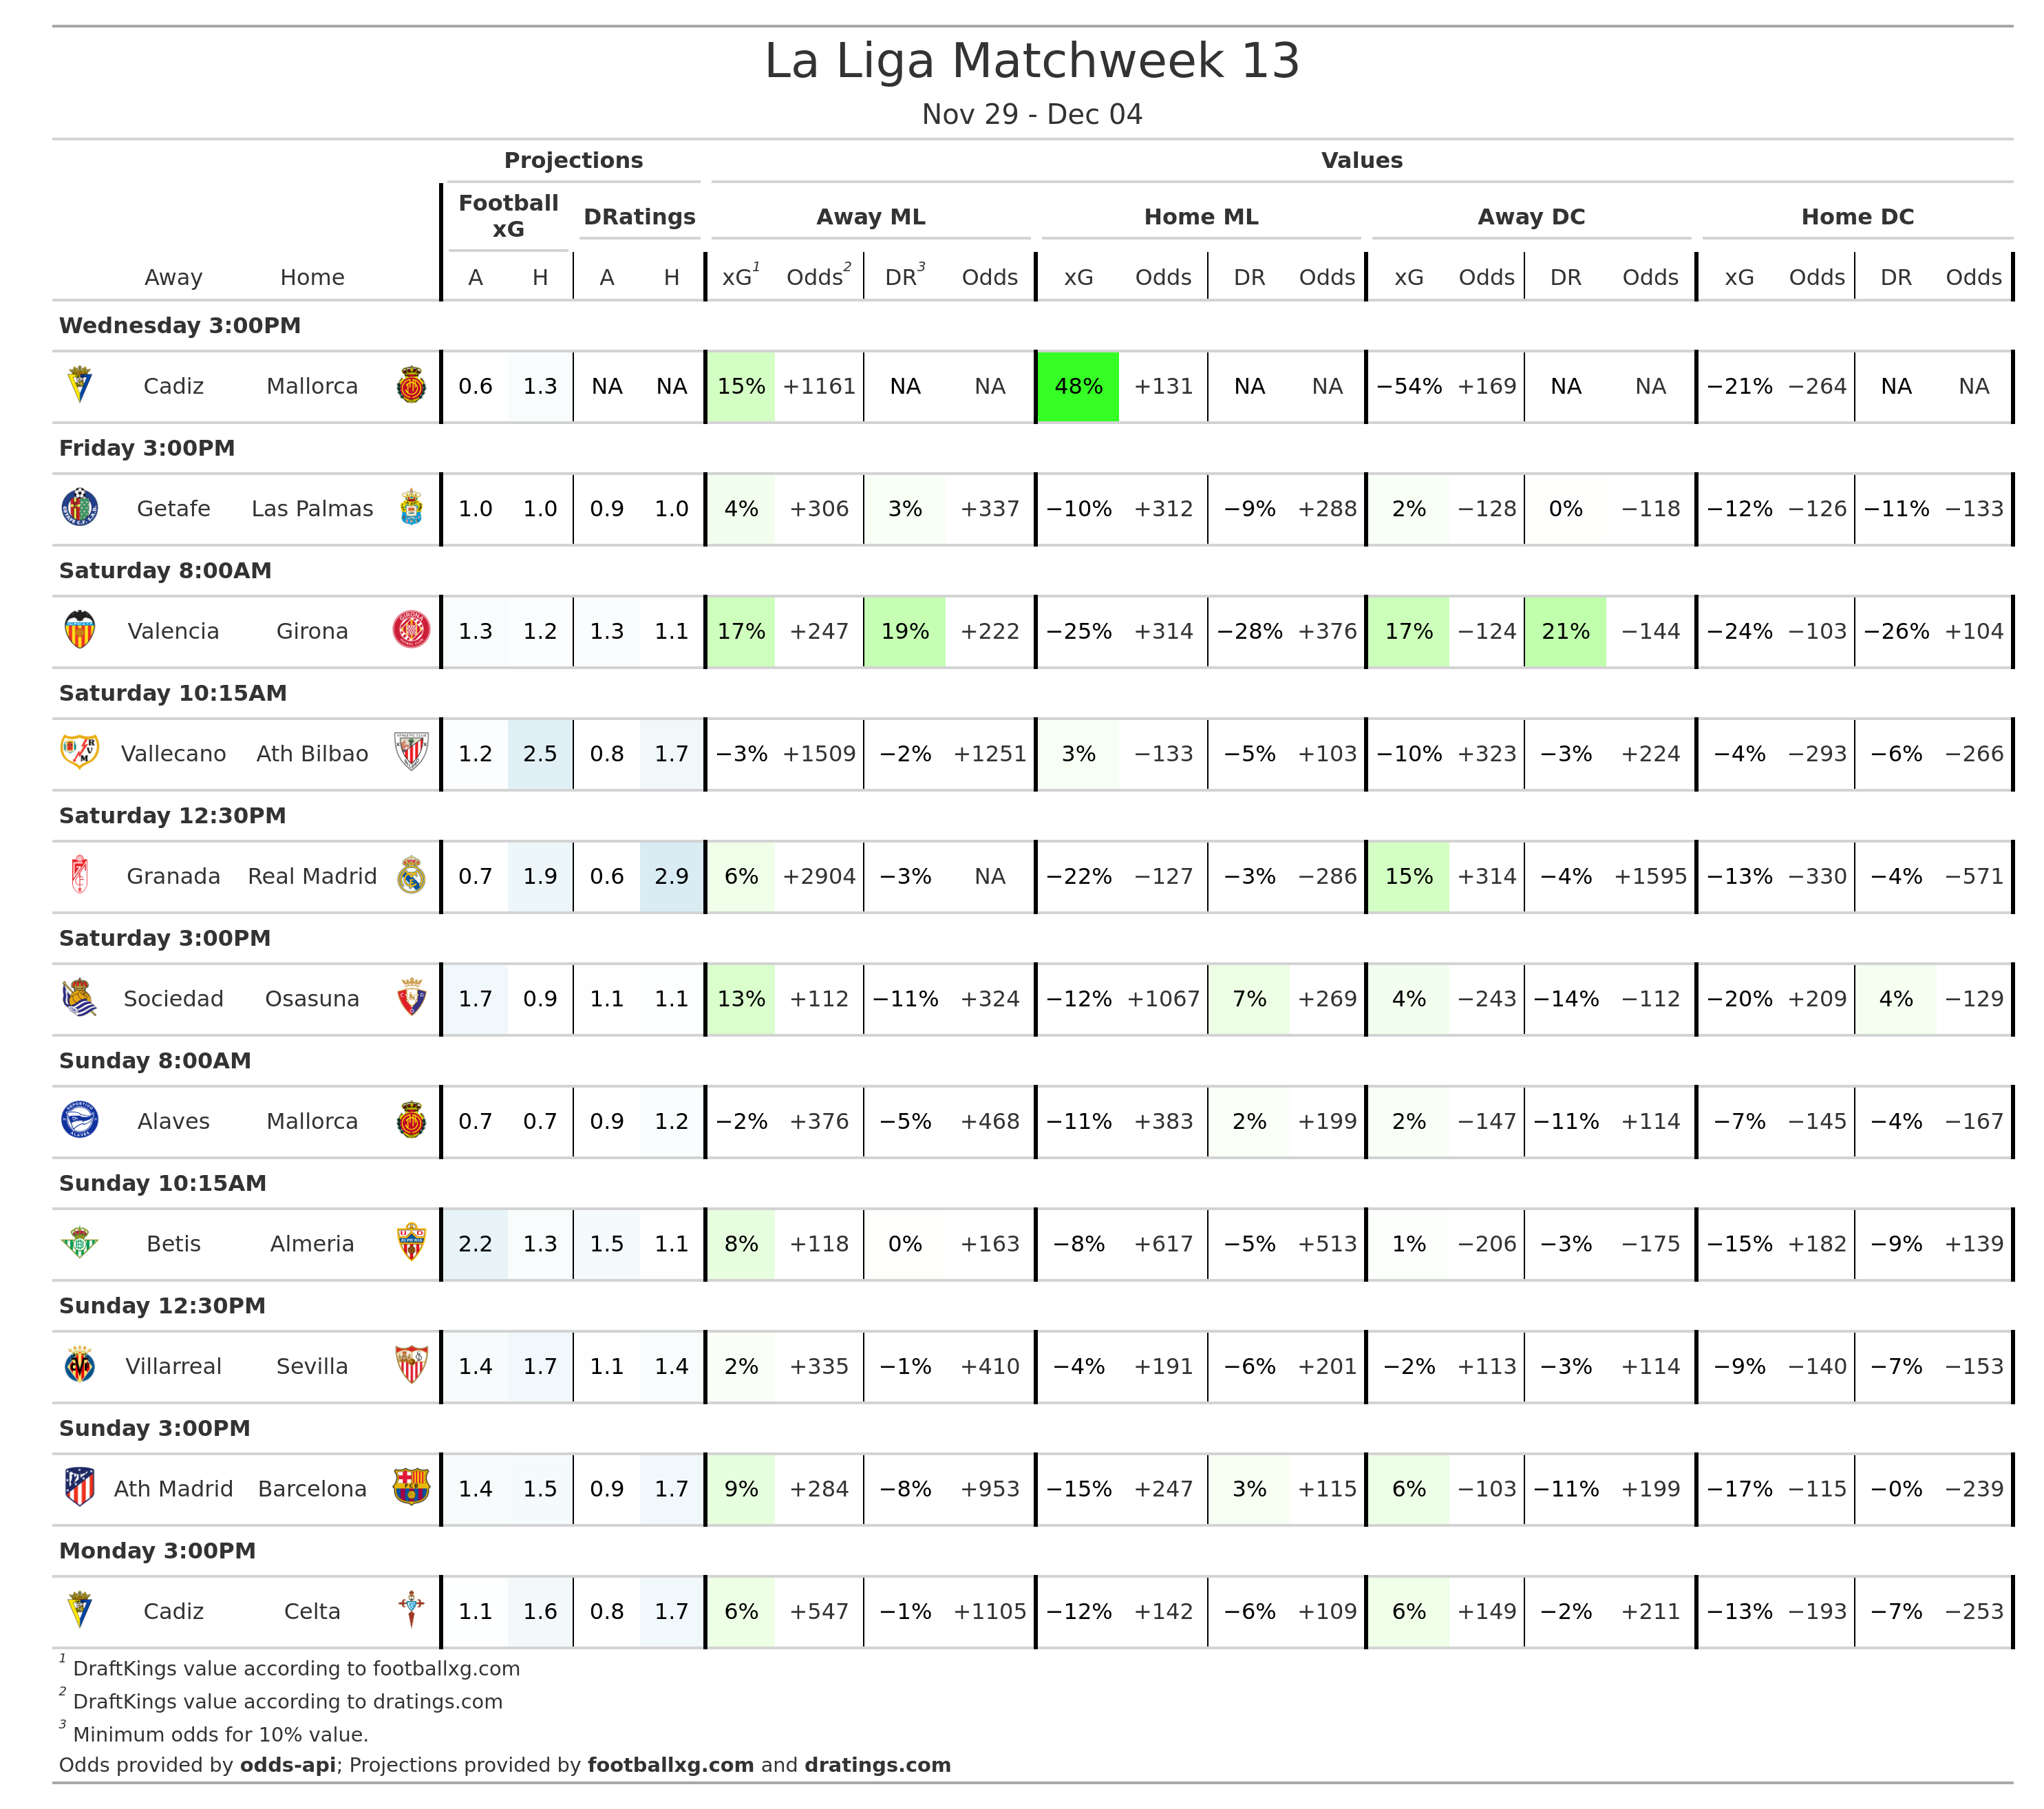 La Liga Matchweek 13
Nov 29 - Dec 04
Projections Values
Football xG DRatings Away ML Home ML Away DC Home DC
Away Home A H A H xG1 Odds2 DR3 Odds xG Odds DR Odds xG Odds DR Odds xG Odds DR Odds
Wednesday 3:00PM
Cadiz Mallorca 0.6 1.3 NA NA 15% +1161 NA NA 48% +131 NA NA −54% +169 NA NA −21% −264 NA NA
Friday 3:00PM
Getafe Las Palmas 1.0 1.0 0.9 1.0 4% +306 3% +337 −10% +312 −9% +288 2% −128 0% −118 −12% −126 −11% −133
Saturday 8:00AM
Valencia Girona 1.3 1.2 1.3 1.1 17% +247 19% +222 −25% +314 −28% +376 17% −124 21% −144 −24% −103 −26% +104
Saturday 10:15AM
Vallecano Ath Bilbao 1.2 2.5 0.8 1.7 −3% +1509 −2% +1251 3% −133 −5% +103 −10% +323 −3% +224 −4% −293 −6% −266
Saturday 12:30PM
Granada Real Madrid 0.7 1.9 0.6 2.9 6% +2904 −3% NA −22% −127 −3% −286 15% +314 −4% +1595 −13% −330 −4% −571
Saturday 3:00PM
Sociedad Osasuna 1.7 0.9 1.1 1.1 13% +112 −11% +324 −12% +1067 7% +269 4% −243 −14% −112 −20% +209 4% −129
Sunday 8:00AM
Alaves Mallorca 0.7 0.7 0.9 1.2 −2% +376 −5% +468 −11% +383 2% +199 2% −147 −11% +114 −7% −145 −4% −167
Sunday 10:15AM
Betis Almeria 2.2 1.3 1.5 1.1 8% +118 0% +163 −8% +617 −5% +513 1% −206 −3% −175 −15% +182 −9% +139
Sunday 12:30PM
Villarreal Sevilla 1.4 1.7 1.1 1.4 2% +335 −1% +410 −4% +191 −6% +201 −2% +113 −3% +114 −9% −140 −7% −153
Sunday 3:00PM
Ath Madrid Barcelona 1.4 1.5 0.9 1.7 9% +284 −8% +953 −15% +247 3% +115 6% −103 −11% +199 −17% −115 −0% −239
Monday 3:00PM
Cadiz Celta 1.1 1.6 0.8 1.7 6% +547 −1% +1105 −12% +142 −6% +109 6% +149 −2% +211 −13% −193 −7% −253
1 DraftKings value according to footballxg.com
2 DraftKings value according to dratings.com
3 Minimum odds for 10% value.
Odds provided by odds-api; Projections provided by footballxg.com and dratings.com